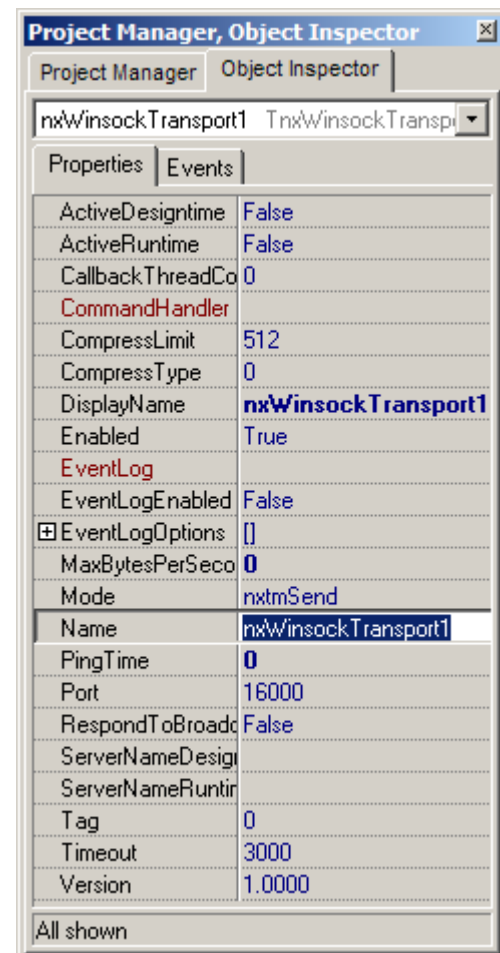 Project Manager, Object Inspector
Project Manager Object Inspector
nxWinsockTransport1 TnxWinsockTransp
Properties Events
ActiveDesigntime False
ActiveRuntime False
CallbackThreadCo 0
CommandHandler
CompressLimit 512
CompressType 0
DisplayName nxWinsockTransport1
Enabled True
EventLog
EventLogEnabled False
EventLogOptions []
MaxBytesPerSeco 0
Mode nxtmSend
Name nxWinsockTransport1
PingTime 0
Port 16000
RespondToBroadc False
ServerNameDesig
ServerNameRuntir
Tag 0
Timeout 3000
Version 1.0000
All shown